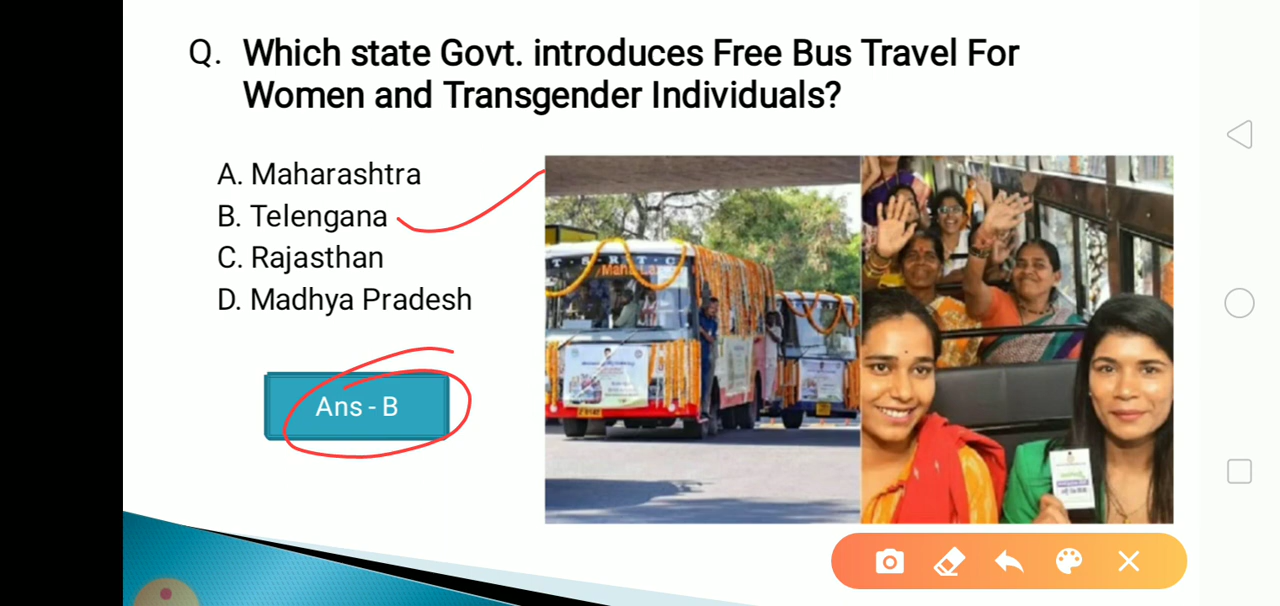 Q. Which state Govt. introduces Free Bus Travel For
Women and Transgender Individuals?
A. Maharashtra
B. Telengana
C. Rajasthan
D. Madhya Pradesh
Ans - B
T S R T C